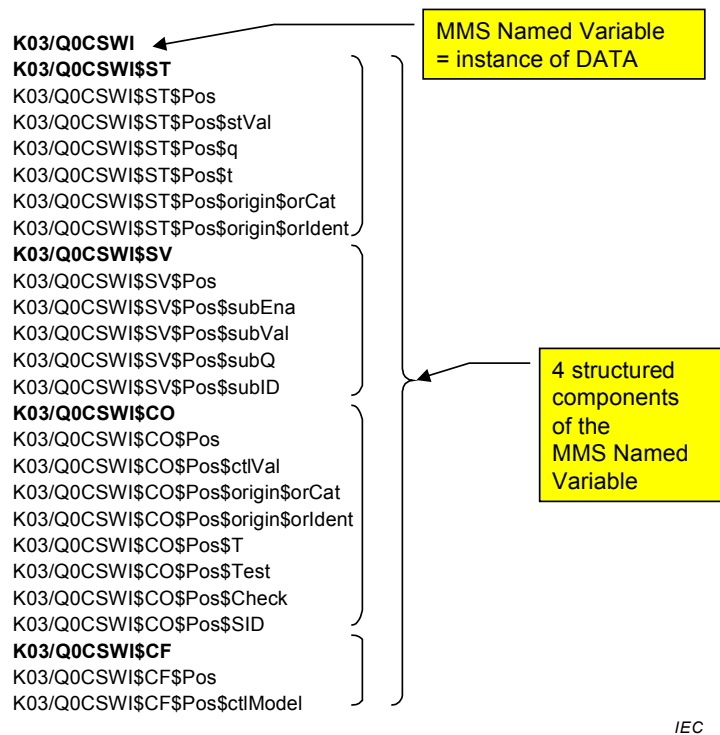 K03/Q0CSWI
K03/Q0CSWI$ST
K03/Q0CSWI$ST$Pos
K03/Q0CSWI$ST$Pos$stVal
K03/Q0CSWI$ST$Pos$q
K03/Q0CSWI$ST$Pos$t
K03/Q0CSWI$ST$Pos$origin$orCat
K03/Q0CSWI$ST$Pos$origin$orIdent
K03/Q0CSWI$SV
K03/Q0CSWI$SV$Pos
K03/Q0CSWI$SV$Pos$subEna
K03/Q0CSWI$SV$Pos$subVal
K03/Q0CSWI$SV$Pos$subQ
K03/Q0CSWI$SV$Pos$subID
K03/Q0CSWI$CO
K03/Q0CSWI$CO$Pos
K03/Q0CSWI$CO$Pos$ctlVal
K03/Q0CSWI$CO$Pos$origin$orCat
K03/Q0CSWI$CO$Pos$origin$orIdent
K03/Q0CSWI$CO$Pos$T
K03/Q0CSWI$CO$Pos$Test
K03/Q0CSWI$CO$Pos$Check
K03/Q0CSWI$CO$Pos$SID
K03/Q0CSWI$CF
K03/Q0CSWI$CF$Pos
K03/Q0CSWI$CF$Pos$ctlModel
MMS Named Variable
= instance of DATA
4 structured
components
of the
MMS Named
Variable
IEC